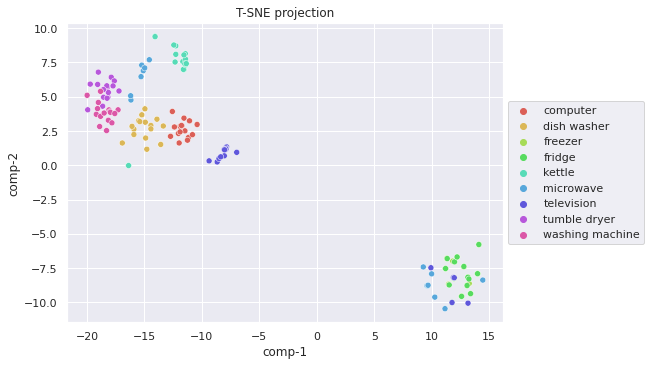 T-SNE projection
10.0
7.5
5.0
2.5
0.0
−2.5
−5.0
−7.5
−10.0
comp-2
−20
−15
−10
−5
0
5
10
15
comp-1
computer
dish washer
freezer
fridge
kettle
microwave
television
tumble dryer
washing machine